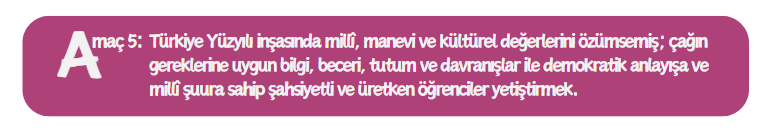 Amaç 5: Türkiye Yüzyılı inşasında millî, manevi ve kültürel değerlerini özümsemiş; çağın
gereklerine uygun bilgi, beceri, tutum ve davranışlar ile demokratik anlayışa ve
millî şuura sahip şahsiyetli ve üretken öğrenciler yetiştirmek.